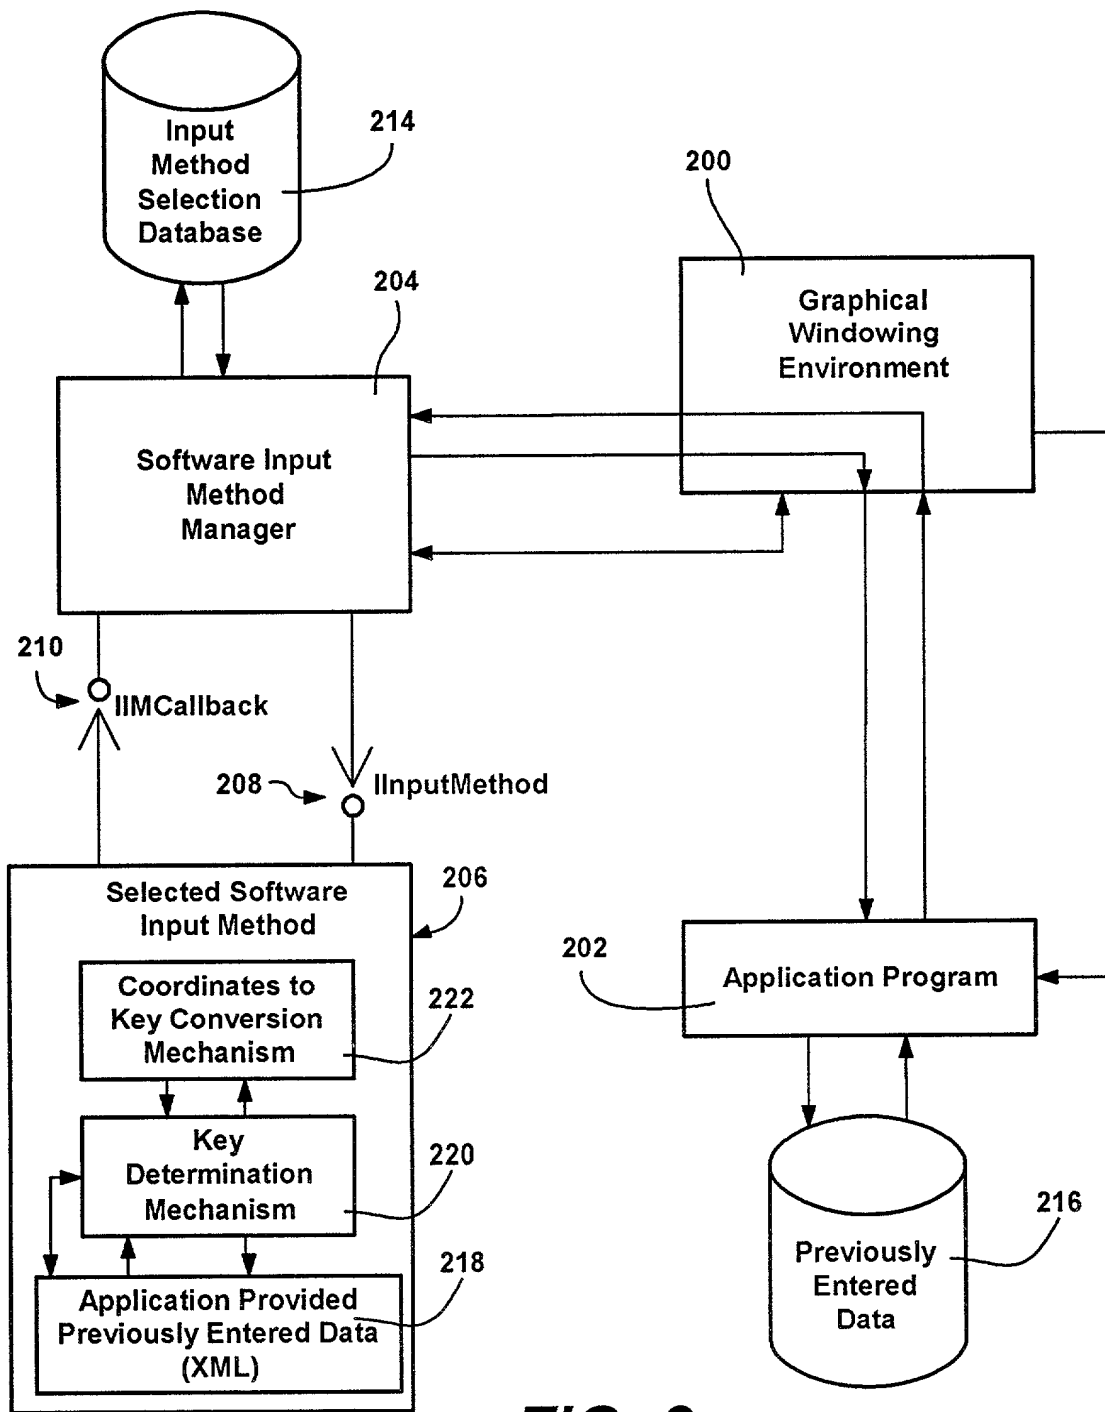 Input
Method
Selection
Database
214
200
204
Graphical
Windowing
Environment
Software Input
Method
Manager
210
IIMCallback
208
IInputMethod
Selected Software
Input Method
206
Coordinates to
Key Conversion
Mechanism
222
Key
Determination
Mechanism
220
218
Application Provided
Previously Entered Data
(XML)
202
Application Program
216
Previously
Entered
Data